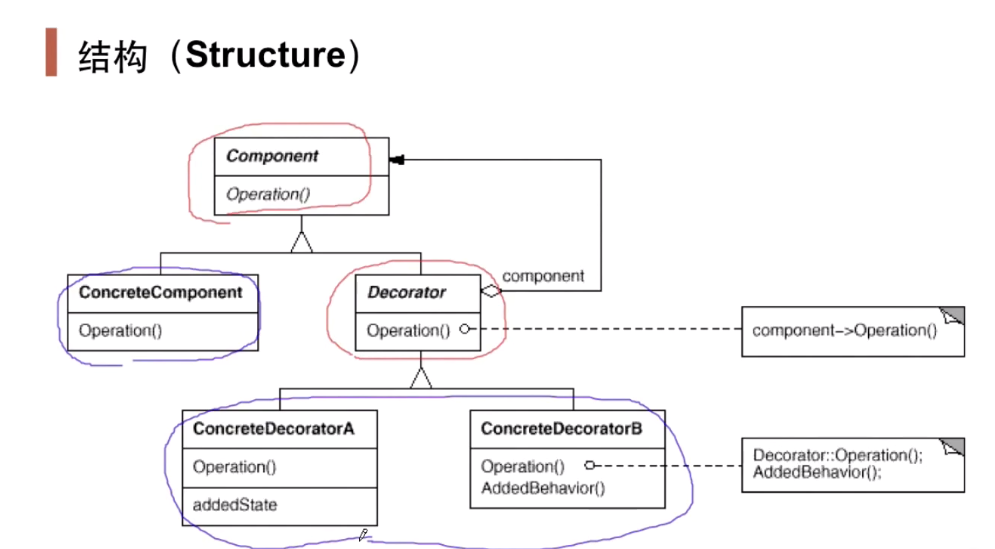 结构（Structure）
Component
Operation()
component
ConcreteComponent
Operation()
Decorator
Operation()
component->Operation()
ConcreteDecoratorA
Operation()
addedState
ConcreteDecoratorB
Operation()
AddedBehavior()
Decorator::Operation();
AddedBehavior();